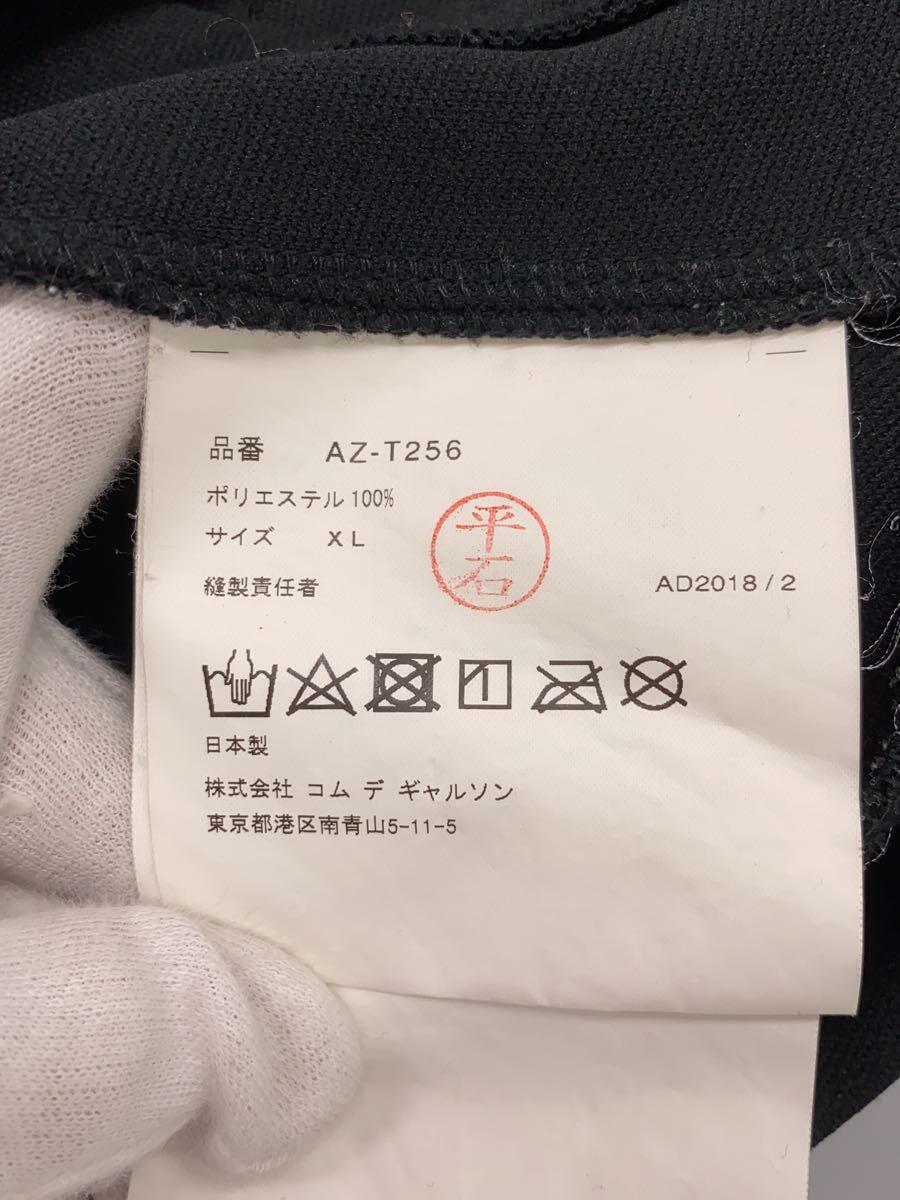 品番 AZ-T256
ポリエステル100%
サイズ XL
平石
縫製責任者 AD2018/2
日本製
株式会社 コム デ ギャルソン
東京都港区南青山5-11-5